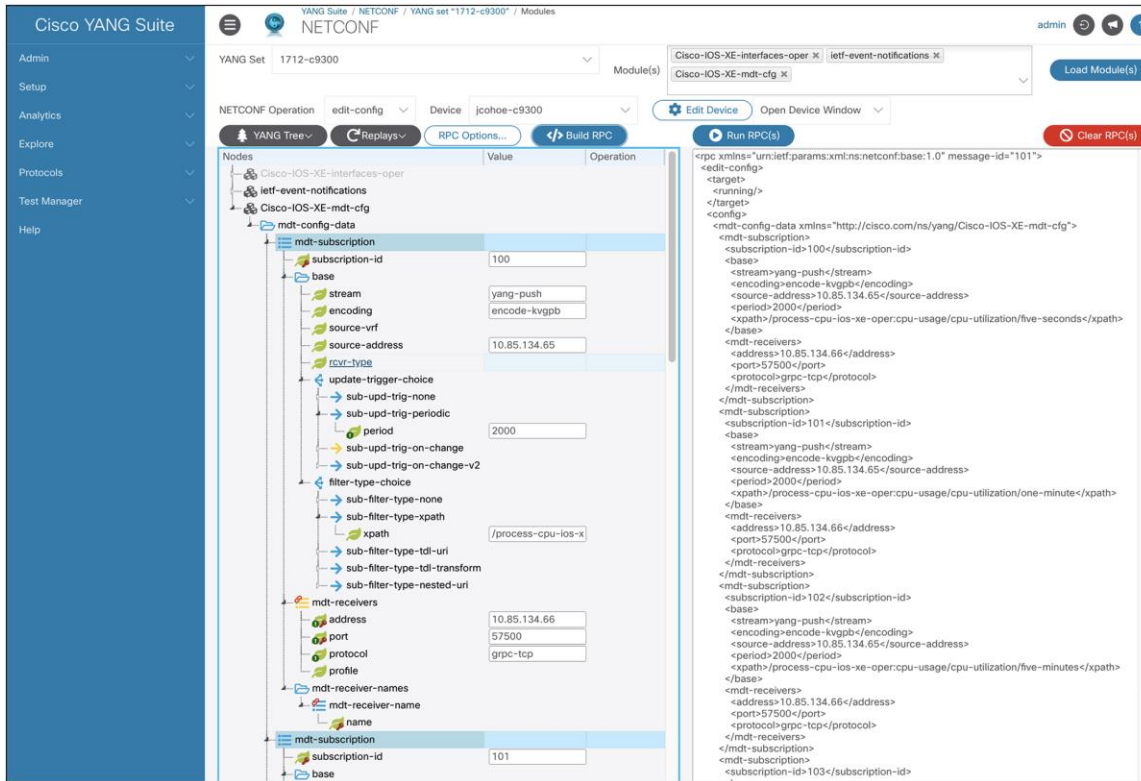 Cisco YANG Suite
Admin
Setup
Analytics
Explore
Protocols
Test Manager
Help
YANG Suite / NETCONF / YANG set "1712-c9300" / Modules
NETCONF
admin
YANG Set 1712-c9300
Module(s)
Cisco-IOS-XE-interfaces-oper × ietf-event-notifications ×
Cisco-IOS-XE-mdt-cfg ×
Load Module(s)
NETCONF Operation edit-config Device jcohoe-c9300 Edit Device Open Device Window
YANG Tree Replays RPC Options... </> Build RPC Run RPC(s) Clear RPC(s)
Nodes Value Operation
Cisco-IOS-XE-interfaces-oper
ietf-event-notifications
Cisco-IOS-XE-mdt-cfg
mdt-config-data
mdt-subscription
subscription-id 100
base
stream yang-push
encoding encode-kvgpb
source-vrf
source-address 10.85.134.65
rcvr-type
update-trigger-choice
sub-upd-trig-none
sub-upd-trig-periodic
period 2000
sub-upd-trig-on-change
sub-upd-trig-on-change-v2
filter-type-choice
sub-filter-type-none
sub-filter-type-xpath
xpath /process-cpu-ios-x
sub-filter-type-tdl-uri
sub-filter-type-tdl-transform
sub-filter-type-nested-uri
mdt-receivers
address 10.85.134.66
port 57500
protocol grpc-tcp
profile
mdt-receiver-names
mdt-receiver-name
name
mdt-subscription
subscription-id 101
base
<rpc xmlns="urn:ietf:params:xml:ns:netconf:base:1.0" message-id="101">
<edit-config>
<target>
<running/>
</target>
<config>
<mdt-config-data xmlns="http://cisco.com/ns/yang/Cisco-IOS-XE-mdt-cfg">
<mdt-subscription>
<subscription-id>100</subscription-id>
<base>
<stream>yang-push</stream>
<encoding>encode-kvgpb</encoding>
<source-address>10.85.134.65</source-address>
<period>2000</period>
<xpath>/process-cpu-ios-xe-oper:cpu-usage/cpu-utilization/five-seconds</xpath>
</base>
<mdt-receivers>
<address>10.85.134.66</address>
<port>57500</port>
<protocol>grpc-tcp</protocol>
</mdt-receivers>
</mdt-subscription>
<mdt-subscription>
<subscription-id>101</subscription-id>
<base>
<stream>yang-push</stream>
<encoding>encode-kvgpb</encoding>
<source-address>10.85.134.65</source-address>
<period>2000</period>
<xpath>/process-cpu-ios-xe-oper:cpu-usage/cpu-utilization/one-minute</xpath>
</base>
<mdt-receivers>
<address>10.85.134.66</address>
<port>57500</port>
<protocol>grpc-tcp</protocol>
</mdt-receivers>
</mdt-subscription>
<mdt-subscription>
<subscription-id>102</subscription-id>
<base>
<stream>yang-push</stream>
<encoding>encode-kvgpb</encoding>
<source-address>10.85.134.65</source-address>
<period>2000</period>
<xpath>/process-cpu-ios-xe-oper:cpu-usage/cpu-utilization/five-minutes</xpath>
</base>
<mdt-receivers>
<address>10.85.134.66</address>
<port>57500</port>
<protocol>grpc-tcp</protocol>
</mdt-receivers>
</mdt-subscription>
<mdt-subscription>
<subscription-id>103</subscription-id>